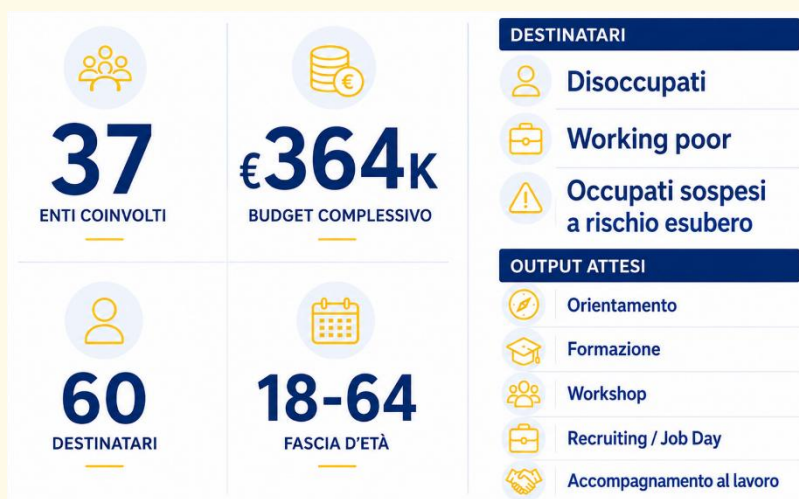 37
ENTI COINVOLTI
€364K
BUDGET COMPLESSIVO
60
DESTINATARI
18-64
FASCIA D'ETÀ
DESTINATARI
Disoccupati
Working poor
Occupati sospesi
a rischio esubero
OUTPUT ATTESI
Orientamento
Formazione
Workshop
Recruiting / Job Day
Accompagnamento al lavoro